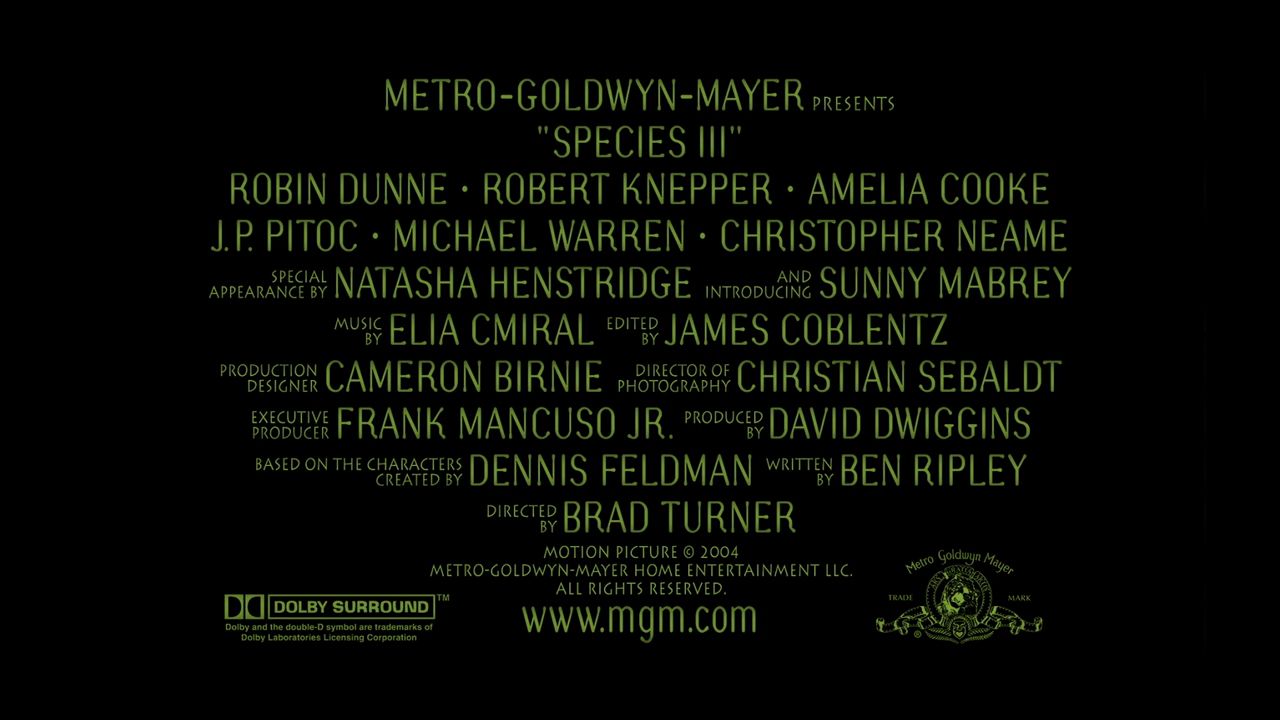 METRO-GOLDWYN-MAYER PRESENTS
"SPECIES III"
ROBIN DUNNE • ROBERT KNEPPER • AMELIA COOKE
J.P. PITOC • MICHAEL WARREN • CHRISTOPHER NEAME
SPECIAL APPEARANCE BY NATASHA HENSTRIDGE AND INTRODUCING SUNNY MABREY
MUSIC BY ELIA CMIRAL EDITED BY JAMES COBLENTZ
PRODUCTION DESIGNER CAMERON BIRNIE DIRECTOR OF PHOTOGRAPHY CHRISTIAN SEBALDT
EXECUTIVE PRODUCER FRANK MANCUSO JR. PRODUCED BY DAVID DWIGGINS
BASED ON THE CHARACTERS CREATED BY DENNIS FELDMAN WRITTEN BY BEN RIPLEY
DIRECTED BY BRAD TURNER
MOTION PICTURE © 2004
METRO-GOLDWYN-MAYER HOME ENTERTAINMENT LLC.
ALL RIGHTS RESERVED.
DOLBY SURROUND™
Dolby and the double-D symbol are trademarks of
Dolby Laboratories Licensing Corporation
www.mgm.com
Metro Goldwyn Mayer
ARS GRATIA ARTIS
TRADE MARK
®